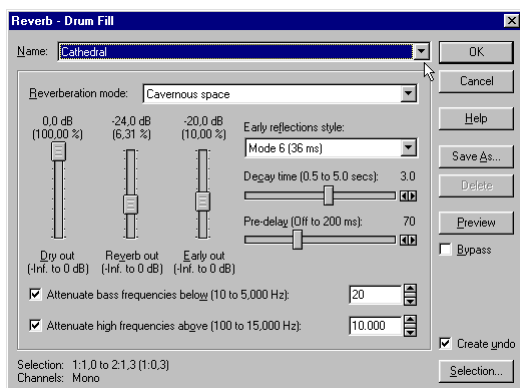 Reverb - Drum Fill
Name: Cathedral
OK
Cancel
Help
Save As...
Delete
Preview
Bypass
Create undo
Selection...
Reverberation mode: Cavernous space
0,0 dB
(100,00 %)
-24,0 dB
(6,31 %)
-20,0 dB
(10,00 %)
Early reflections style:
Mode 6 (36 ms)
Decay time (0.5 to 5.0 secs): 3.0
Pre-delay (Off to 200 ms): 70
Dry out
(-Inf. to 0 dB)
Reverb out
(-Inf. to 0 dB)
Early out
(-Inf. to 0 dB)
Attenuate bass frequencies below (10 to 5,000 Hz): 20
Attenuate high frequencies above (100 to 15,000 Hz): 10.000
Selection: 1:1,0 to 2:1,3 (1:0,3)
Channels: Mono